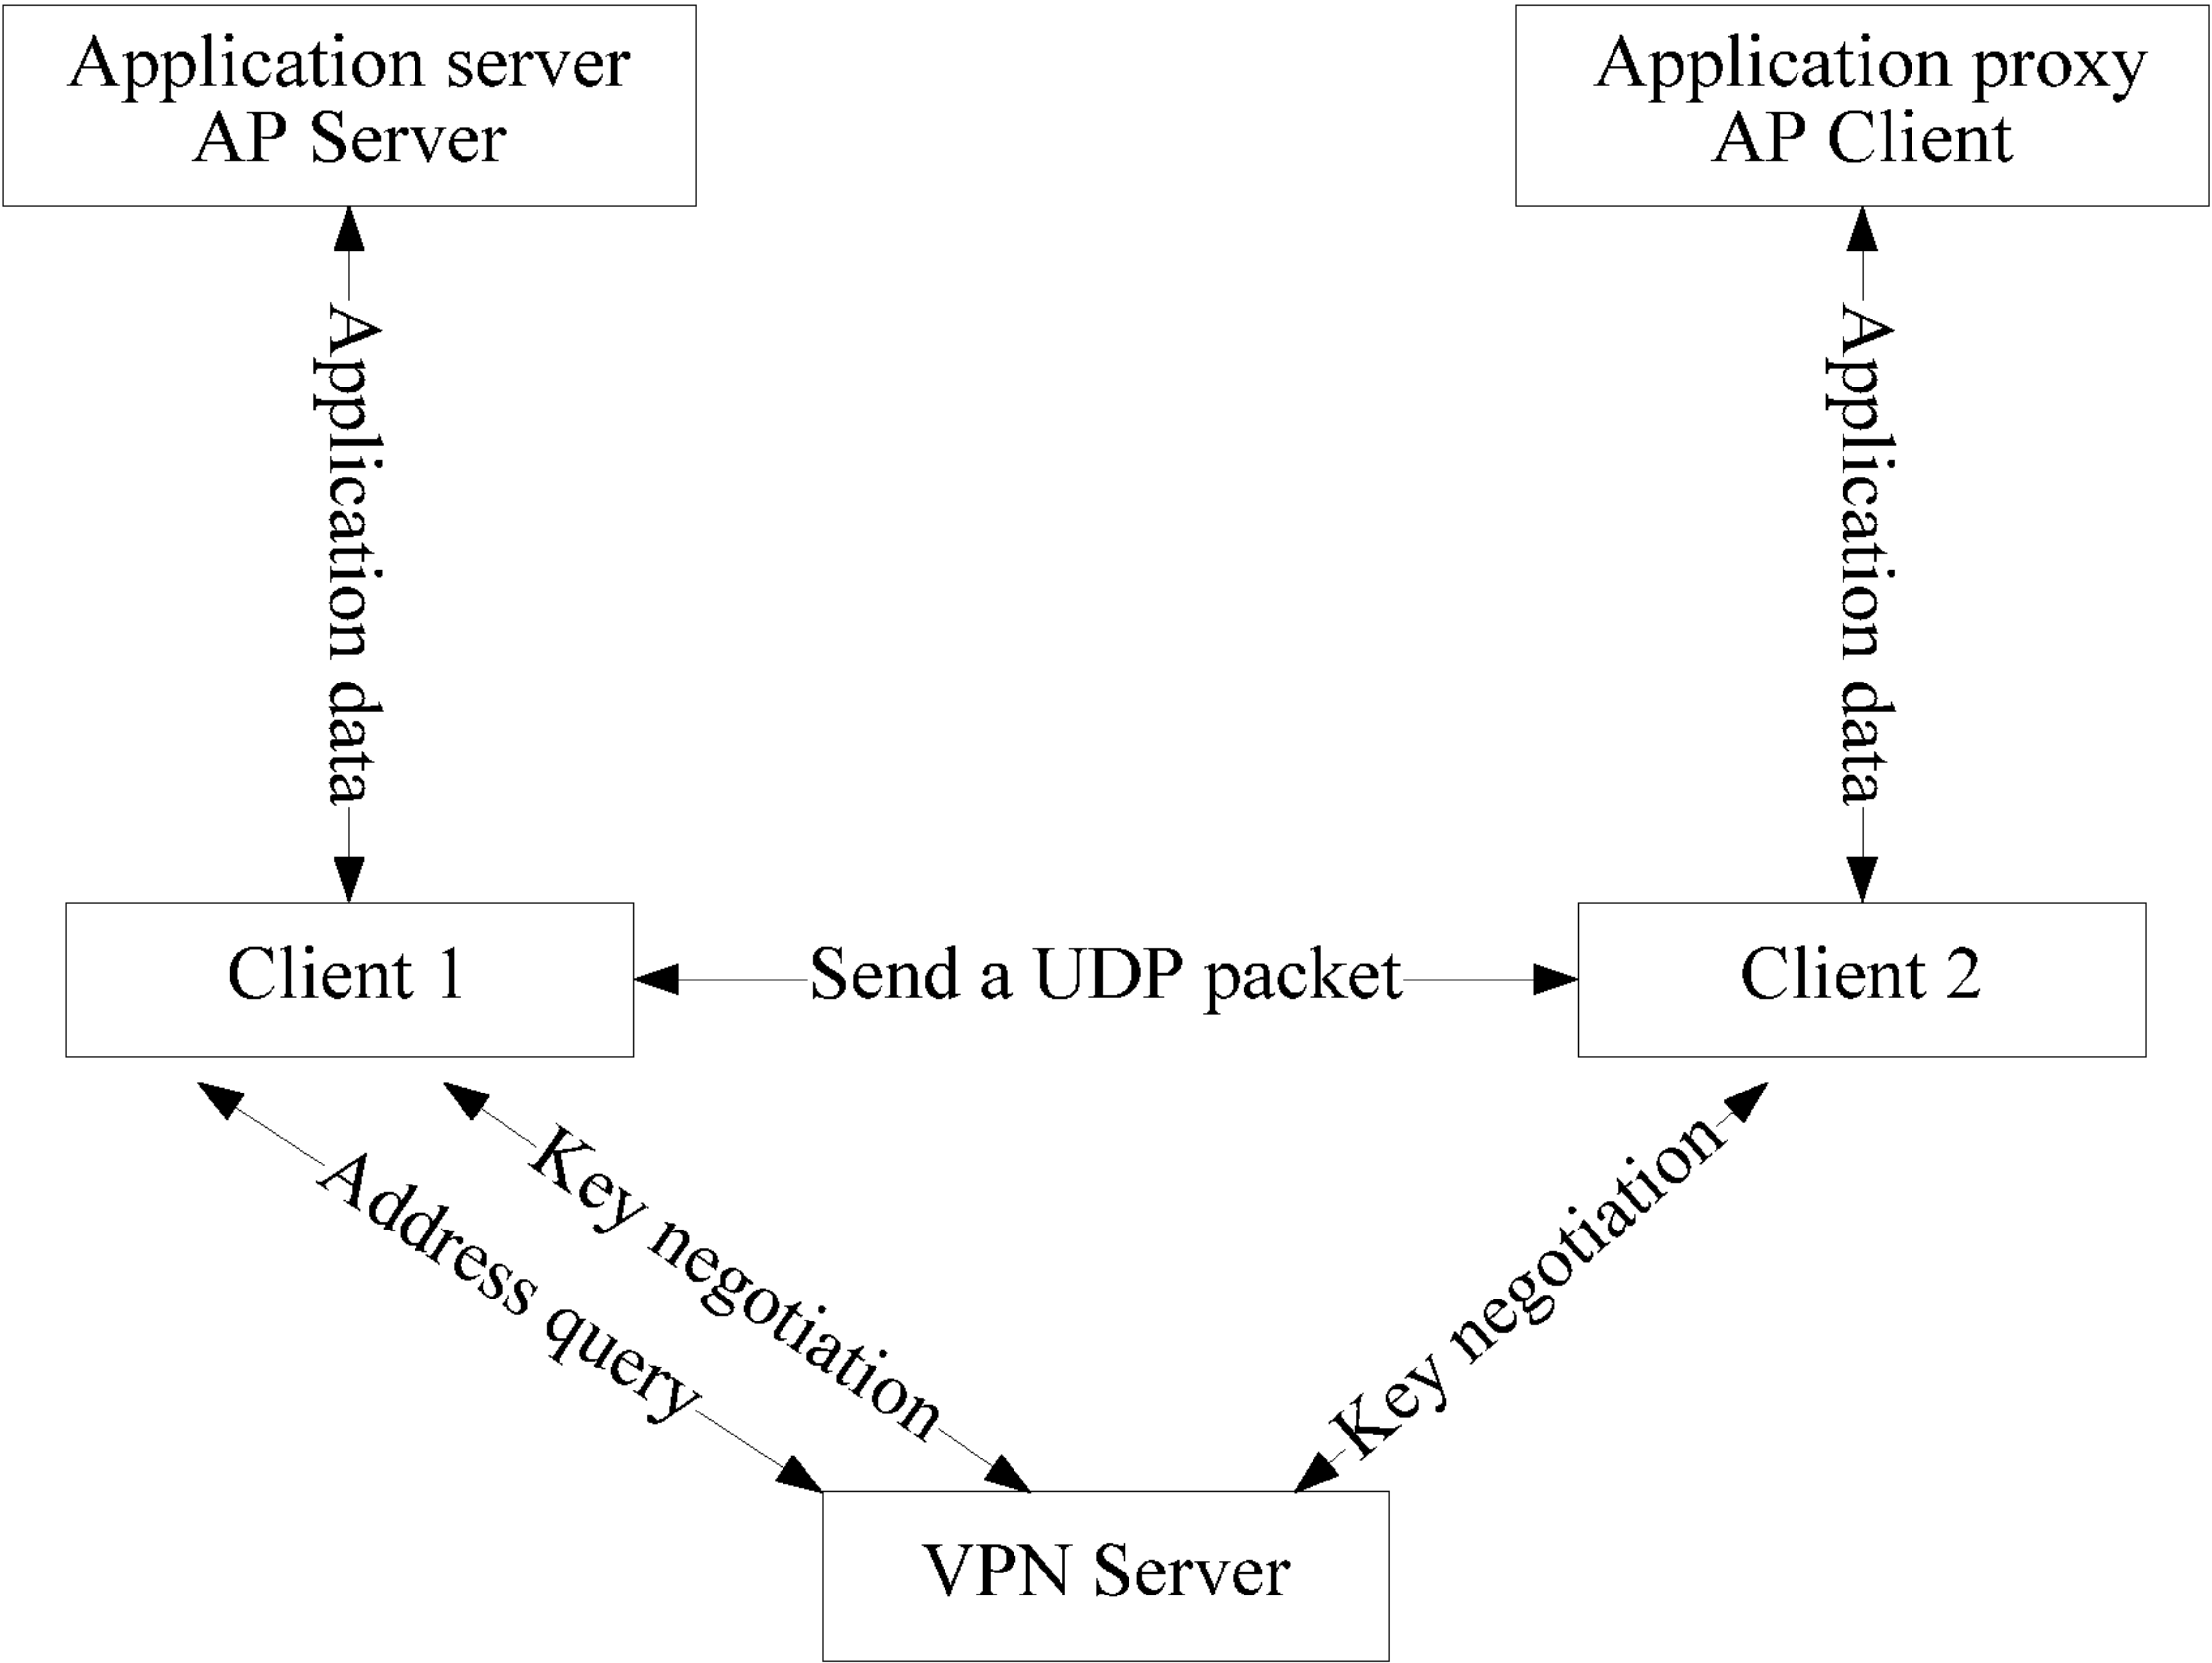 Application server
AP Server
Application proxy
AP Client
Application data
Application data
Client 1
Send a UDP packet
Client 2
Address query
Key negotiation
Key negotiation
VPN Server